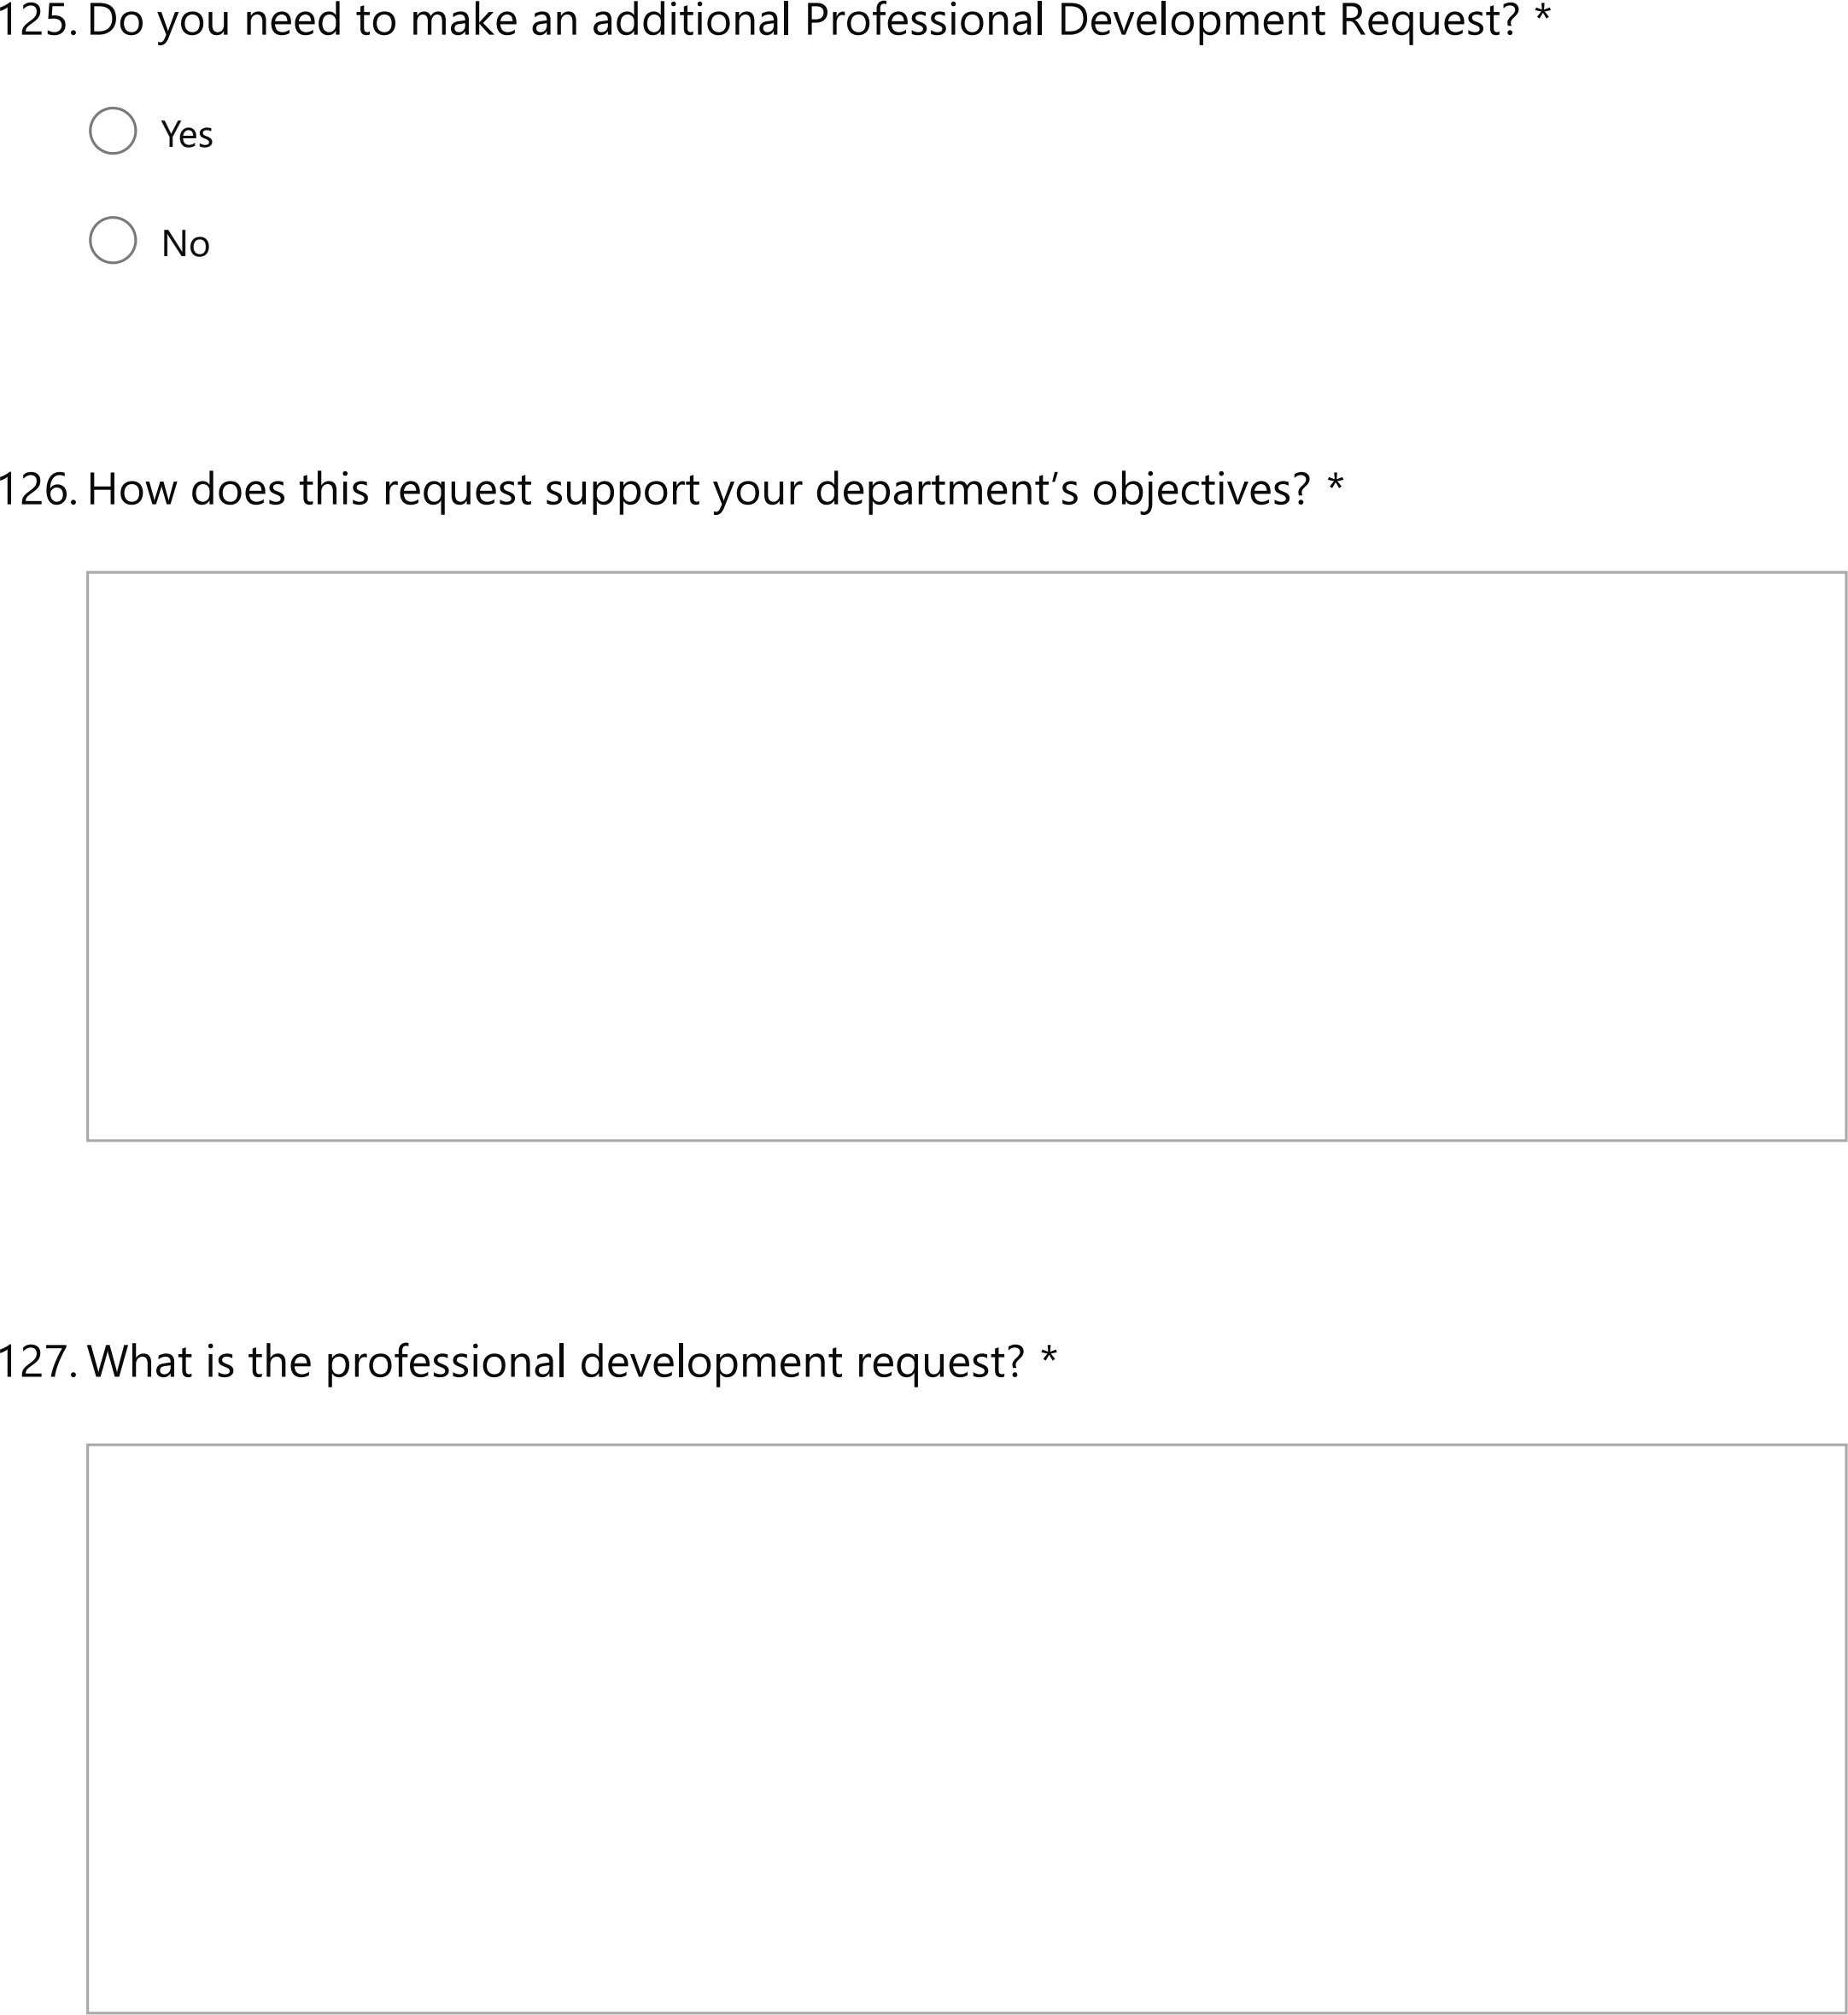 125. Do you need to make an additional Professional Development Request? *
Yes
No
126. How does this request support your department's objectives? *
127. What is the professional development request? *